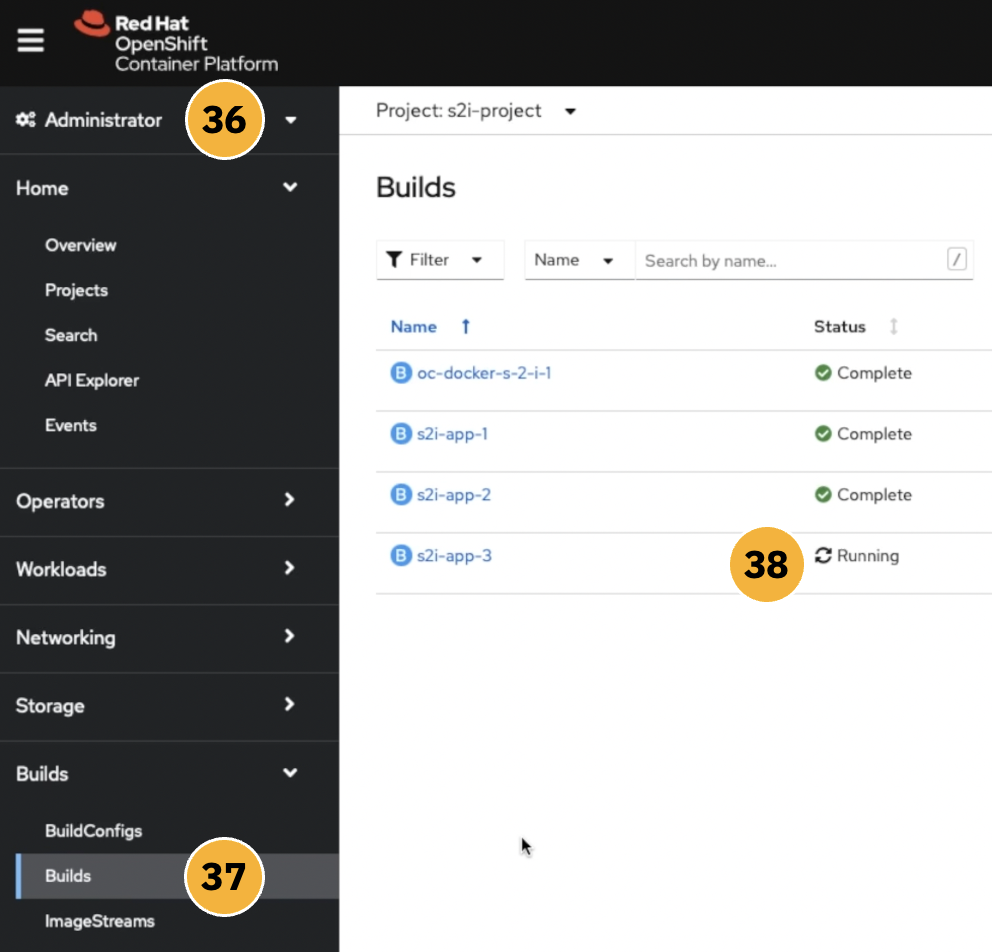 Red Hat
OpenShift
Container Platform
Administrator 36
Project: s2i-project
Home
Overview
Projects
Search
API Explorer
Events
Operators
Workloads
Networking
Storage
Builds
BuildConfigs
Builds 37
ImageStreams
Builds
Filter Name Search by name... /
Name Status
B oc-docker-s-2-i-1 Complete
B s2i-app-1 Complete
B s2i-app-2 Complete
B s2i-app-3 38 Running